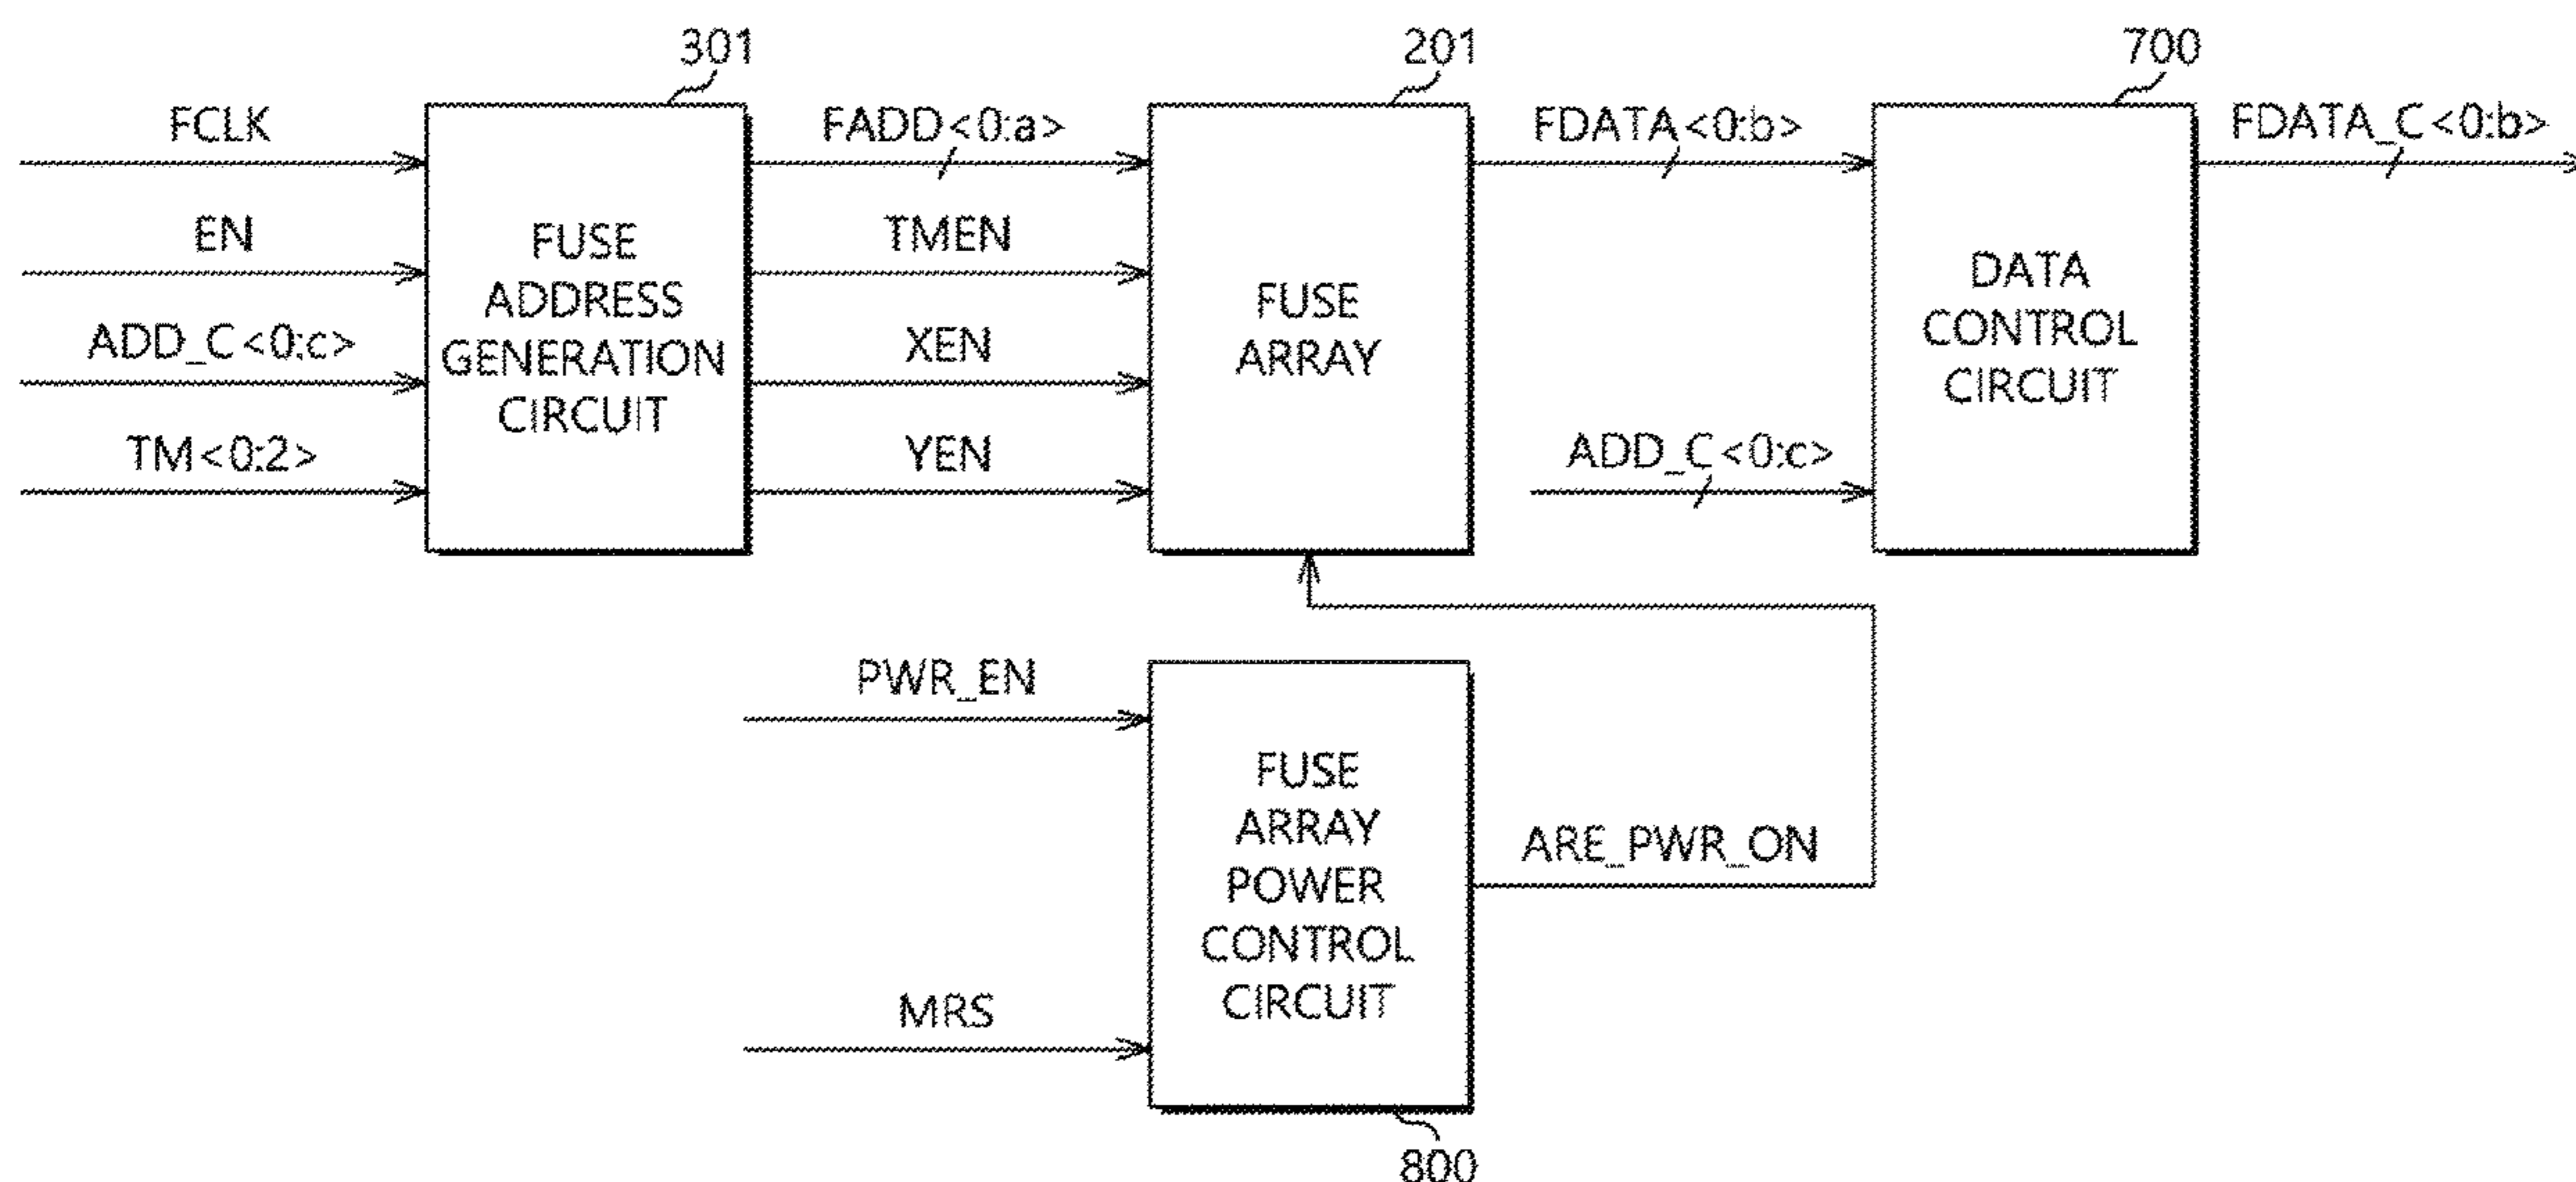 301
201
700
FCLK
FADD<0:a>
FDATA<0:b>
FDATA_C<0:b>
EN
TMEN
ADD_C<0:c>
XEN
TM<0:2>
YEN
ADD_C<0:c>
FUSE
ADDRESS
GENERATION
CIRCUIT
FUSE
ARRAY
DATA
CONTROL
CIRCUIT
PWR_EN
MRS
FUSE
ARRAY
POWER
CONTROL
CIRCUIT
ARE_PWR_ON
800